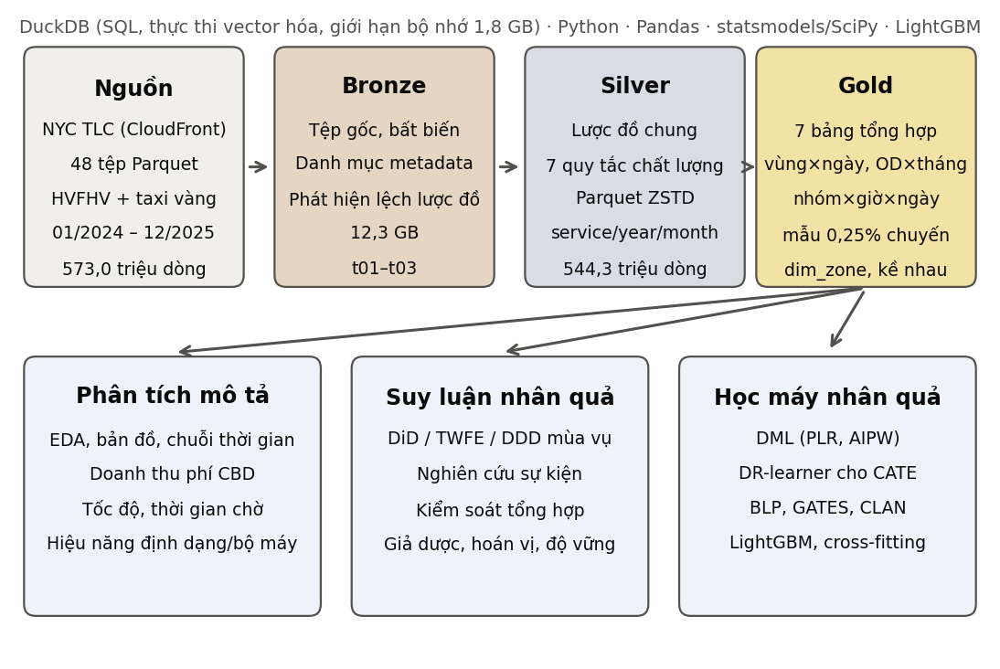 DuckDB (SQL, thực thi vector hóa, giới hạn bộ nhớ 1,8 GB) · Python · Pandas · statsmodels/SciPy · LightGBM
Nguồn
NYC TLC (CloudFront)
48 tệp Parquet
HVFHV + taxi vàng
01/2024 – 12/2025
573,0 triệu dòng
Bronze
Tệp gốc, bất biến
Danh mục metadata
Phát hiện lệch lược đồ
12,3 GB
t01–t03
Silver
Lược đồ chung
7 quy tắc chất lượng
Parquet ZSTD
service/year/month
544,3 triệu dòng
Gold
7 bảng tổng hợp
vùng×ngày, OD×tháng
nhóm×giờ×ngày
mẫu 0,25% chuyến
dim_zone, kề nhau
Phân tích mô tả
EDA, bản đồ, chuỗi thời gian
Doanh thu phí CBD
Tốc độ, thời gian chờ
Hiệu năng định dạng/bộ máy
Suy luận nhân quả
DiD / TWFE / DDD mùa vụ
Nghiên cứu sự kiện
Kiểm soát tổng hợp
Giả dược, hoán vị, độ vững
Học máy nhân quả
DML (PLR, AIPW)
DR-learner cho CATE
BLP, GATES, CLAN
LightGBM, cross-fitting